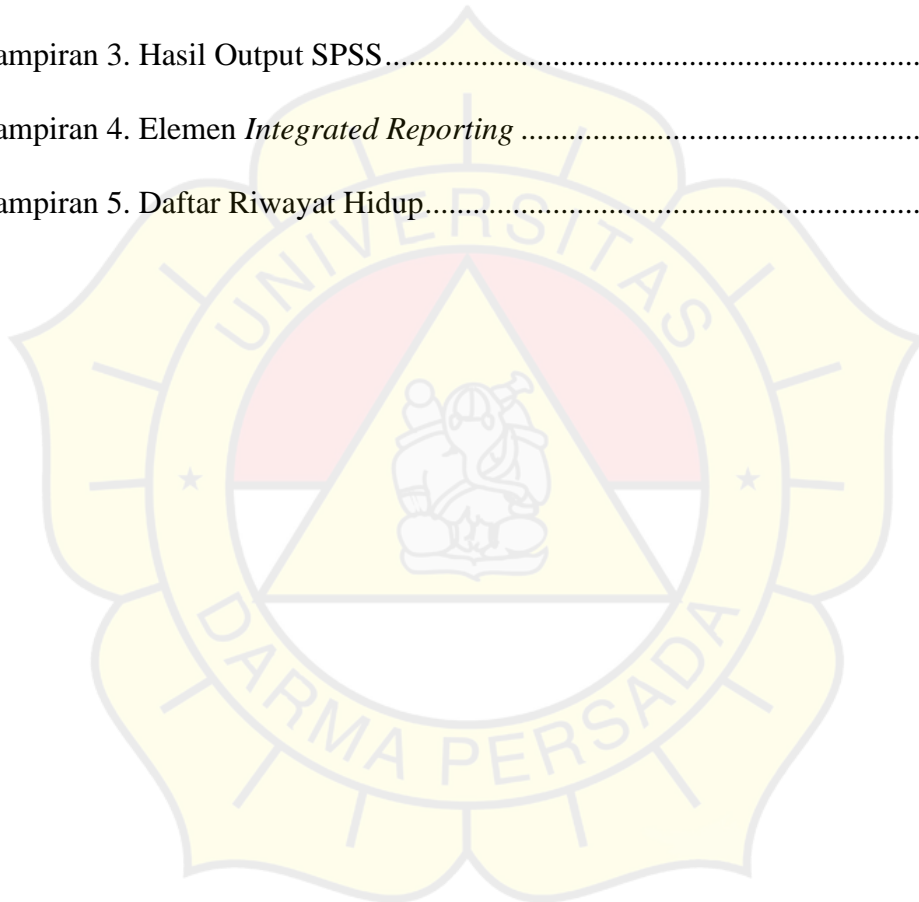 ampiran 3. Hasil Output SPSS....................................................................
ampiran 4. Elemen Integrated Reporting ..................................................
ampiran 5. Daftar Riwayat Hidup...............................................................
UNIVERSITAS
DARMA PERSADA